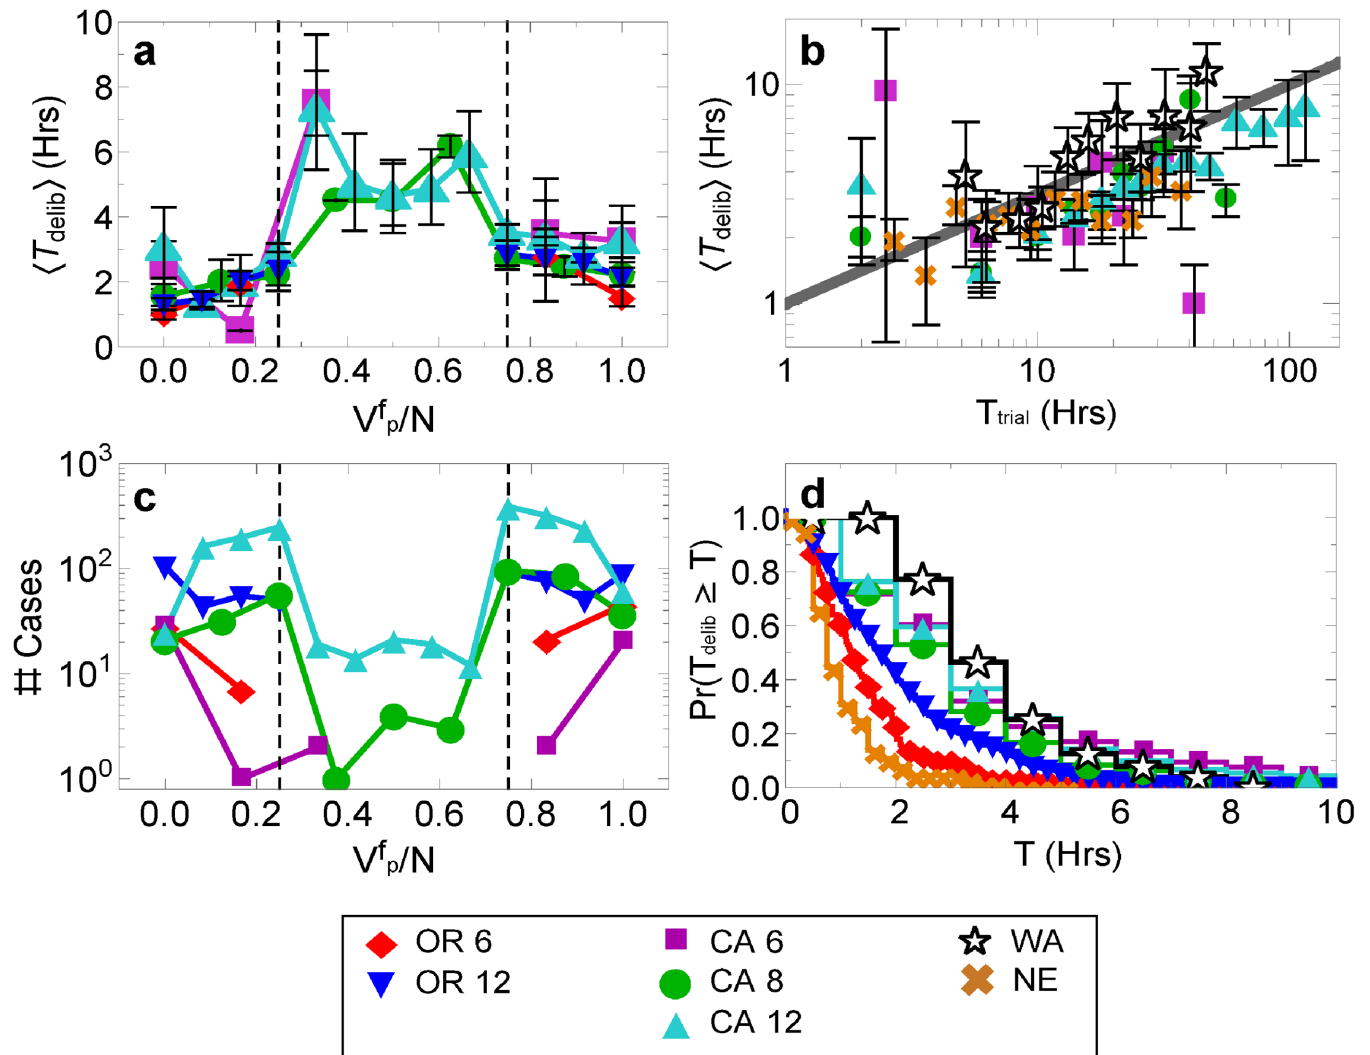 a
⟨T_delib⟩ (Hrs)
10
8
6
4
2
0
0.0 0.2 0.4 0.6 0.8 1.0
V^f_p/N
b
⟨T_delib⟩ (Hrs)
10
1
1 10 100
T_trial (Hrs)
c
# Cases
10^3
10^2
10^1
10^0
0.0 0.2 0.4 0.6 0.8 1.0
V^f_p/N
d
Pr(T_delib ≥ T)
1.0
0.8
0.6
0.4
0.2
0.0
0 2 4 6 8 10
T (Hrs)
OR 6 CA 6 WA
OR 12 CA 8 NE
CA 12